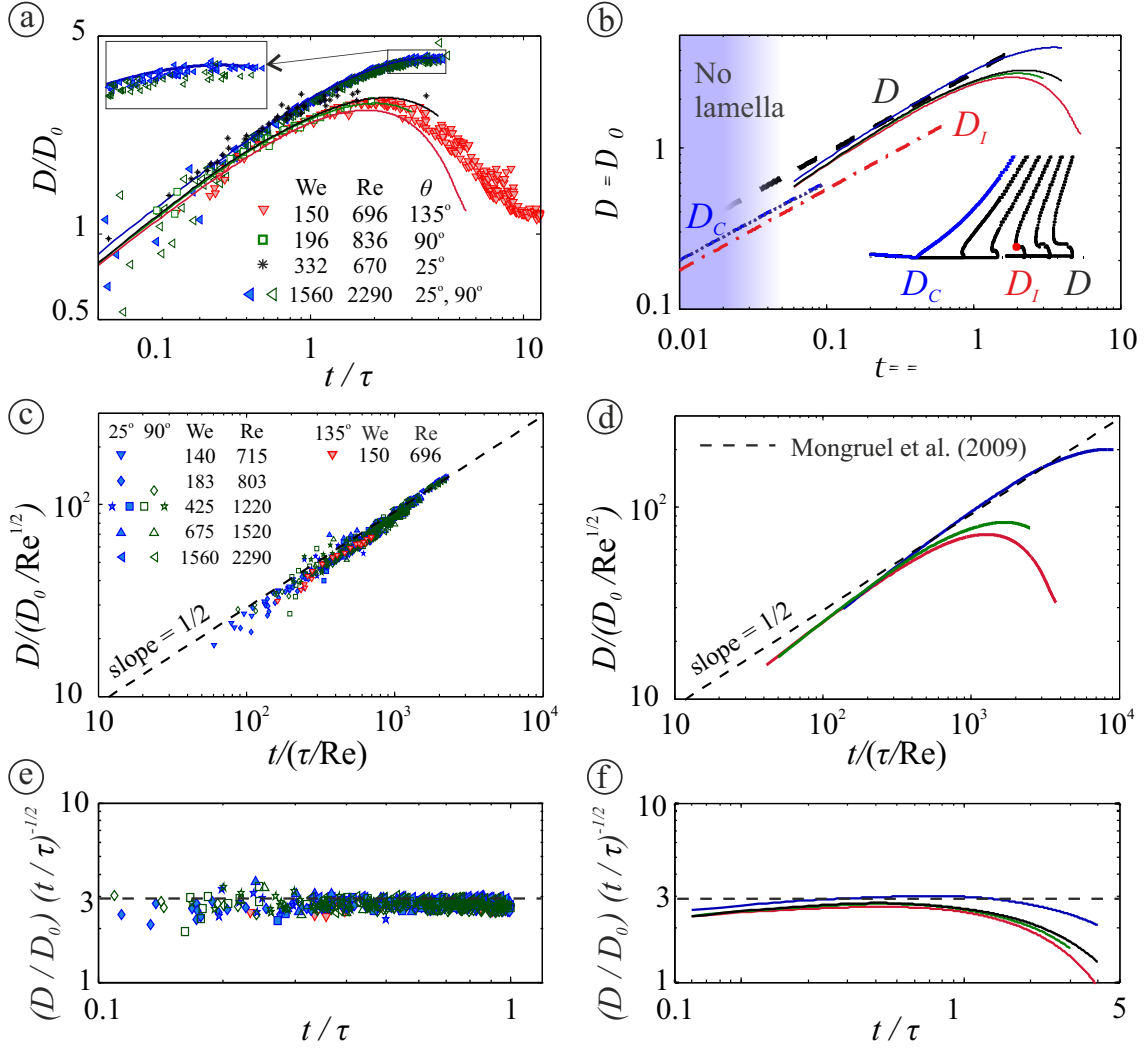 a
5
1
0.5
D/D0
0.1 1 10
t / τ
We Re θ
150 696 135°
196 836 90°
332 670 25°
1560 2290 25°, 90°
b
No
lamella
D
DI
DC
DC DI D
10
1
0.1
D = D0
0.01 0.1 1 10
t = =
c
25° 90° We Re
140 715
183 803
425 1220
675 1520
1560 2290
135° We Re
150 696
10²
10
D/(D0 /Re1/2)
slope = 1/2
10 10² 10³ 10⁴
t/(τ/Re)
d
Mongruel et al. (2009)
10²
10
D/(D0 /Re1/2)
slope = 1/2
10 10² 10³ 10⁴
t/(τ/Re)
e
10
3
1
(D / D0) (t / τ)-1/2
0.1 1
t / τ
f
10
3
1
(D / D0) (t / τ)-1/2
0.1 1 5
t / τ